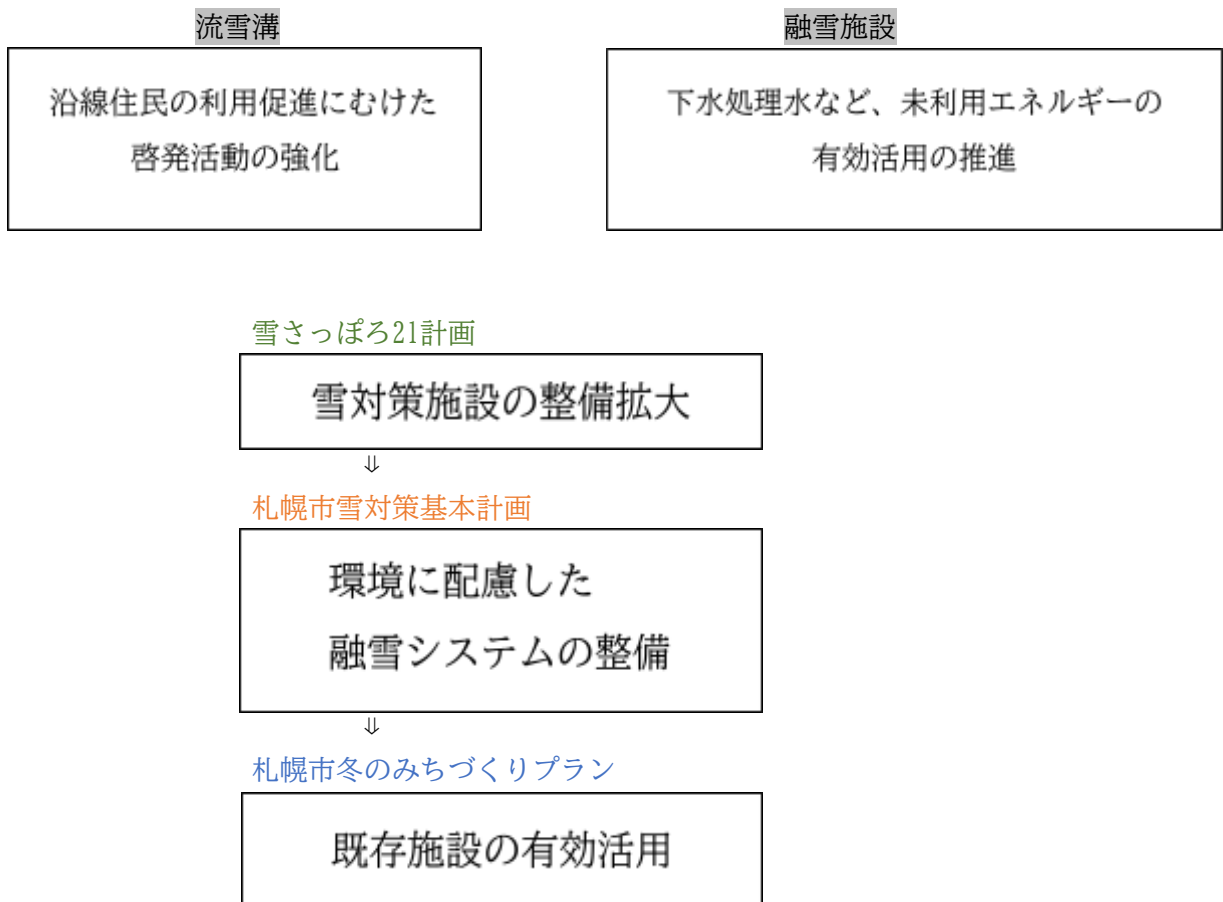 流雪溝
沿線住民の利用促進にむけた
啓発活動の強化
融雪施設
下水処理水など、未利用エネルギーの
有効活用の推進
雪さっぽろ21計画
雪対策施設の整備拡大
⇓
札幌市雪対策基本計画
環境に配慮した
融雪システムの整備
⇓
札幌市冬のみちづくりプラン
既存施設の有効活用